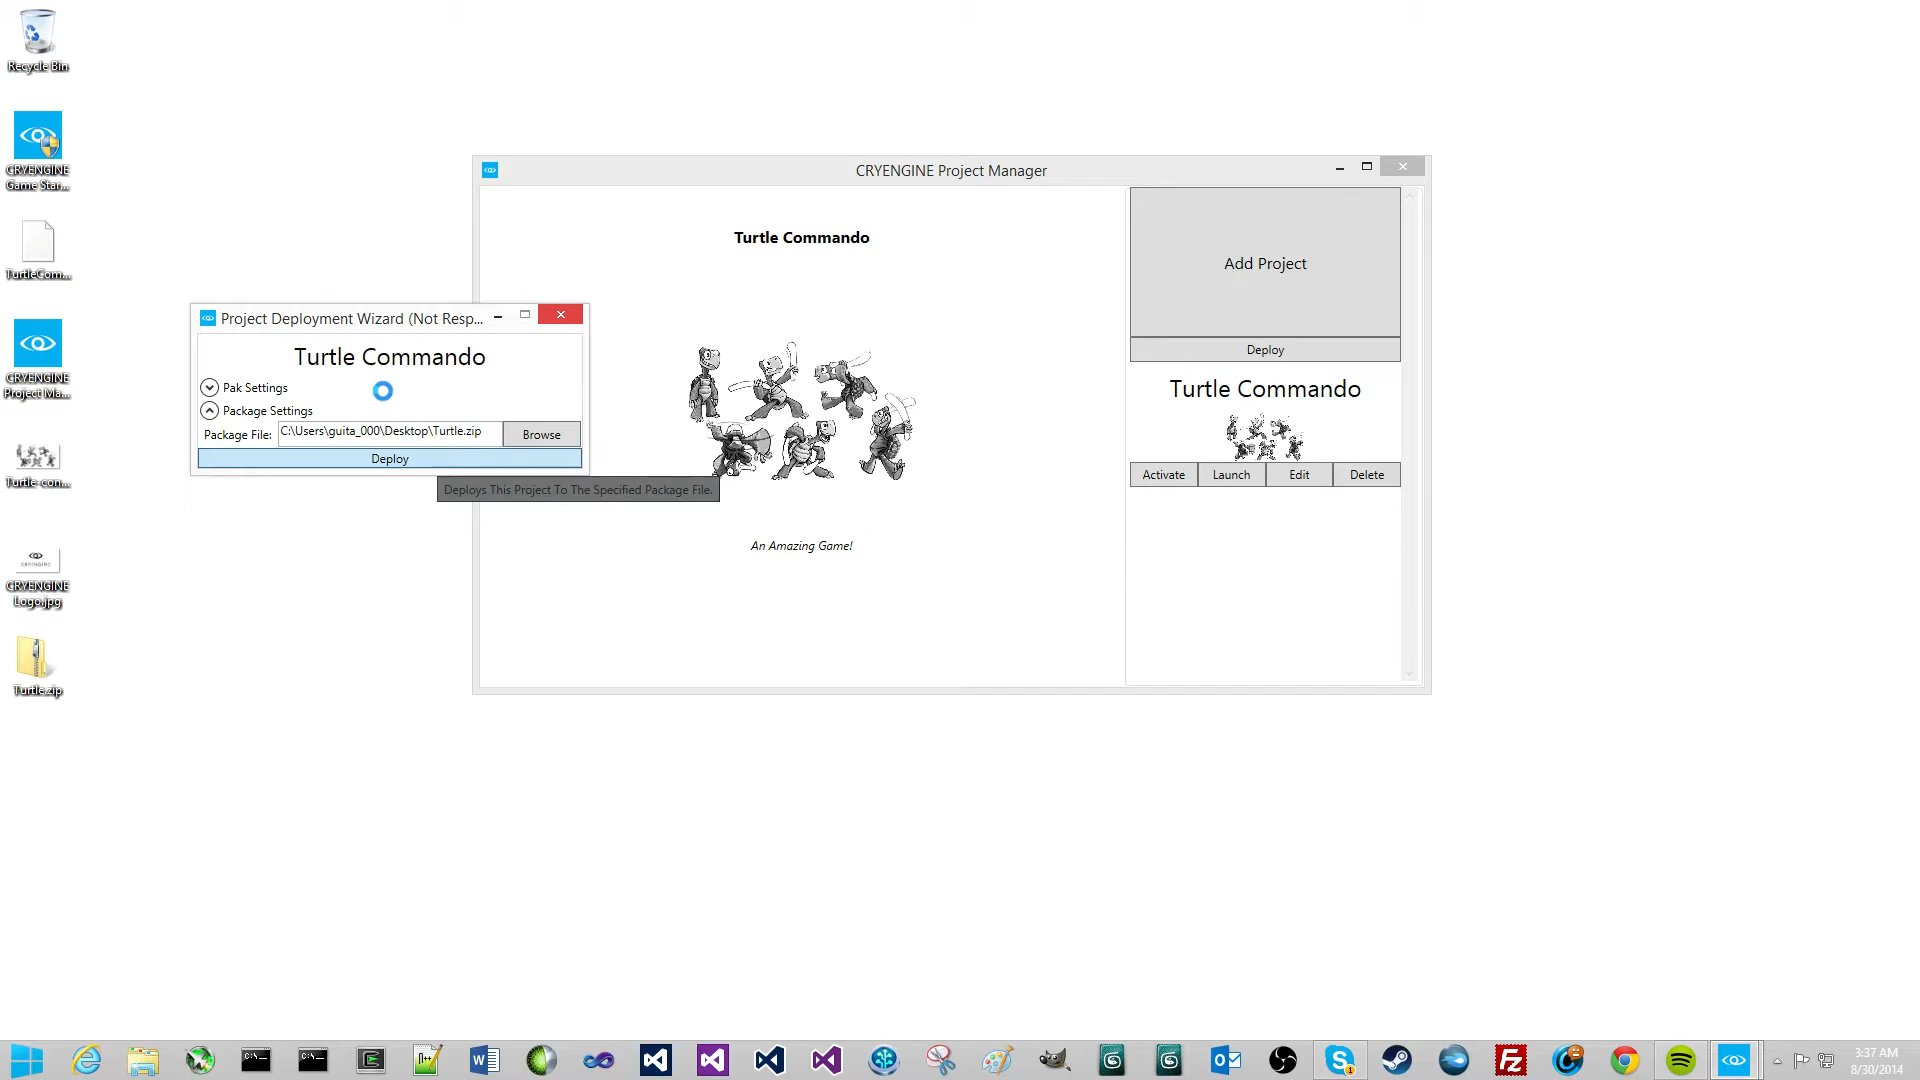 Recycle Bin
CRYENGINE
Game Star...
TurtleCom...
CRYENGINE
Project Ma...
Turtle-con...
CRYENGINE
CRYENGINE
Logo.jpg
Turtle.zip
CRYENGINE Project Manager
Turtle Commando
An Amazing Game!
Add Project
Deploy
Turtle Commando
Activate
Launch
Edit
Delete
Project Deployment Wizard (Not Resp...
Turtle Commando
Pak Settings
Package Settings
Package File:
C:\Users\guita_000\Desktop\Turtle.zip
Browse
Deploy
Deploys This Project To The Specified Package File.
3:37 AM
8/30/2014